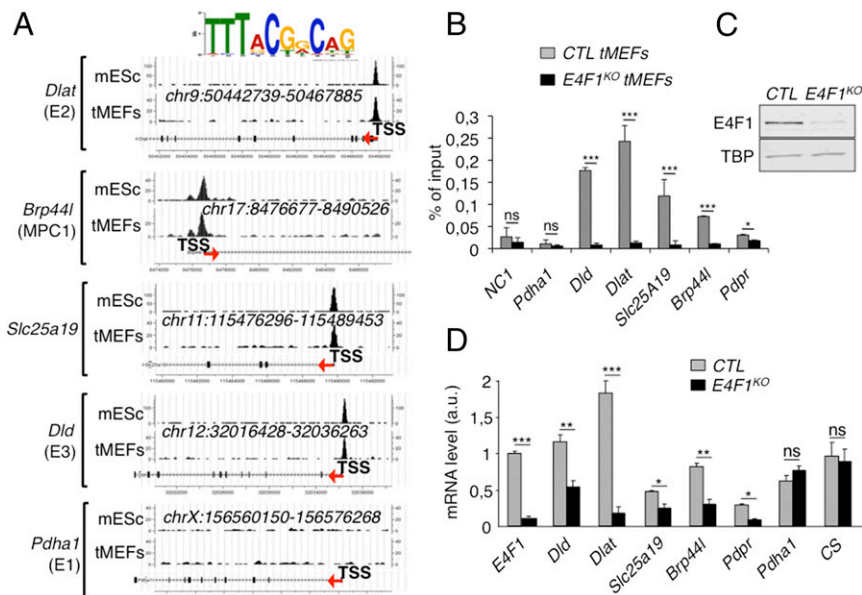 A
TTTACGgCAG
Dlat
(E2)
mESc
tMEFs
chr9:50442739-50467885
TSS
Brp44l
(MPC1)
mESc
tMEFs
chr17:8476677-8490526
TSS
Slc25a19
mESc
tMEFs
chr11:115476296-115489453
TSS
Dld
(E3)
mESc
tMEFs
chr12:32016428-32036263
TSS
Pdha1
(E1)
mESc
tMEFs
chrX:156560150-156576268
TSS
B
CTL tMEFs
E4F1KO tMEFs
% of input
0,3
0,25
0,2
0,15
0,1
0,05
0
ns
ns
***
***
***
***
*
NC1
Pdha1
Dld
Dlat
Slc25A19
Brp44l
Pdpr
C
CTL E4F1KO
E4F1
TBP
D
CTL
E4F1KO
mRNA level (a.u.)
2
1,5
1
0,5
0
***
**
***
*
**
*
ns
ns
E4F1
Dld
Dlat
Slc25a19
Brp44l
Pdpr
Pdha1
CS